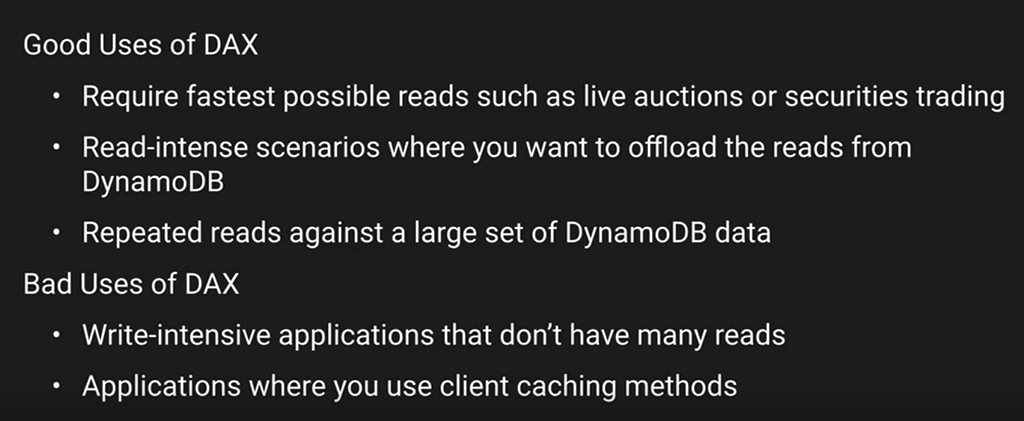 Good Uses of DAX
• Require fastest possible reads such as live auctions or securities trading
• Read-intense scenarios where you want to offload the reads from
DynamoDB
• Repeated reads against a large set of DynamoDB data
Bad Uses of DAX
• Write-intensive applications that don’t have many reads
• Applications where you use client caching methods